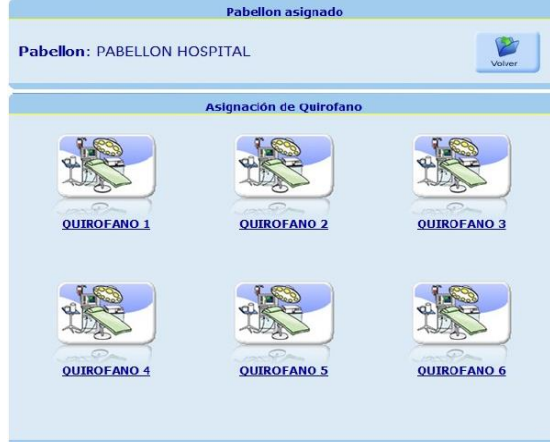 Pabellon asignado
Pabellon: PABELLON HOSPITAL
Volver
Asignación de Quirofano
QUIROFANO 1
QUIROFANO 2
QUIROFANO 3
QUIROFANO 4
QUIROFANO 5
QUIROFANO 6